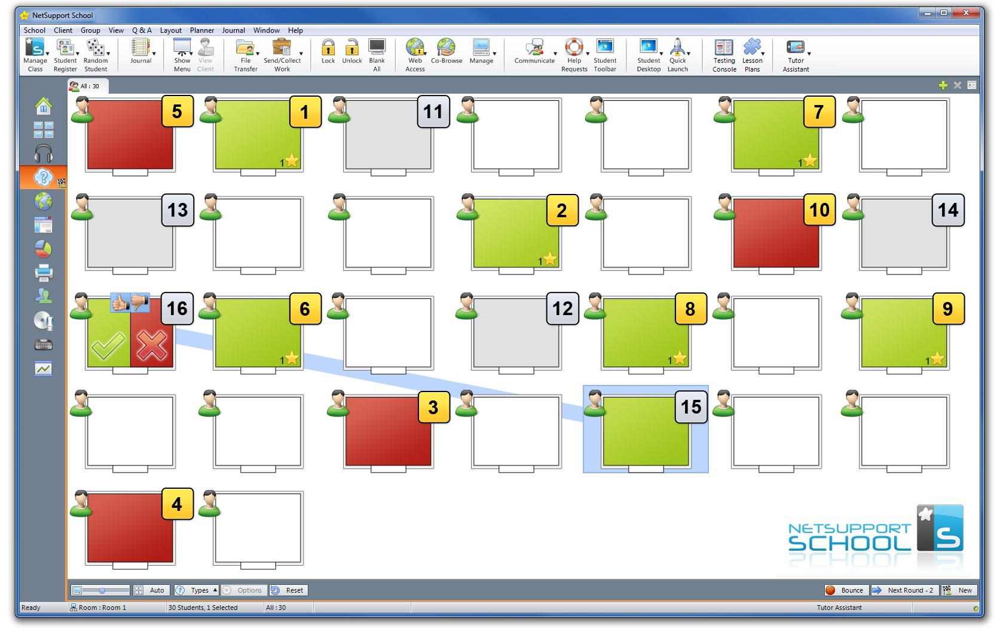 NetSupport School :
School Client Group View Q & A Layout Planner Journal Window Help
Manage Class
Student Register
Random Student
Journal
Show Menu
View Client
File Transfer
Send/Collect Work
Lock
Unlock
Blank All
Web Access
Co-Browse
Manage
Communicate
Help Requests
Student Toolbar
Student Desktop
Quick Launch
Testing Console
Lesson Plans
Tutor Assistant
All : 30
5 1 11 7
1 1
13 2 10 14
1
16 6 12 8 9
1 1 1
3 15
4
NETSUPPORT
SCHOOL
S
Auto Types Options Reset Bounce Next Round - 2 New
Ready Room : Room 1 30 Students, 1 Selected All : 30 Tutor Assistant